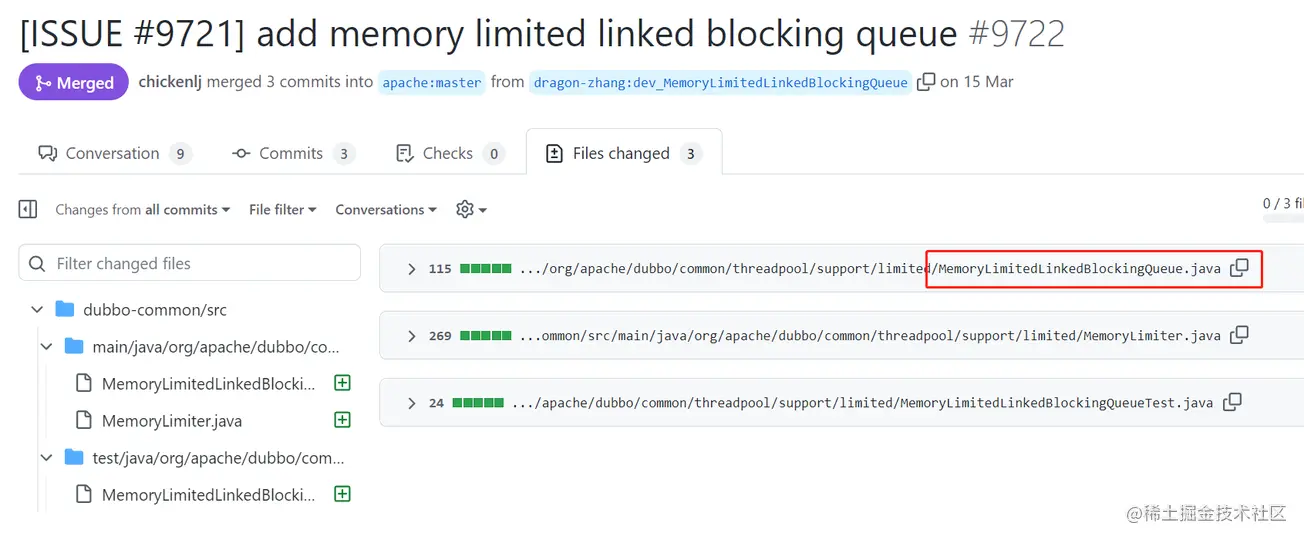 [ISSUE #9721] add memory limited linked blocking queue #9722
Merged chickenlj merged 3 commits into apache:master from dragon-zhang:dev_MemoryLimitedLinkedBlockingQueue on 15 Mar
Conversation 9 Commits 3 Checks 0 Files changed 3
Changes from all commits File filter Conversations
0 / 3 fil
Filter changed files
dubbo-common/src
main/java/org/apache/dubbo/co...
MemoryLimitedLinkedBlocki...
MemoryLimiter.java
test/java/org/apache/dubbo/com...
MemoryLimitedLinkedBlocki...
115 .../org/apache/dubbo/common/threadpool/support/limited/MemoryLimitedLinkedBlockingQueue.java
269 ...ommon/src/main/java/org/apache/dubbo/common/threadpool/support/limited/MemoryLimiter.java
24 .../apache/dubbo/common/threadpool/support/limited/MemoryLimitedLinkedBlockingQueueTest.java
@稀土掘金技术社区